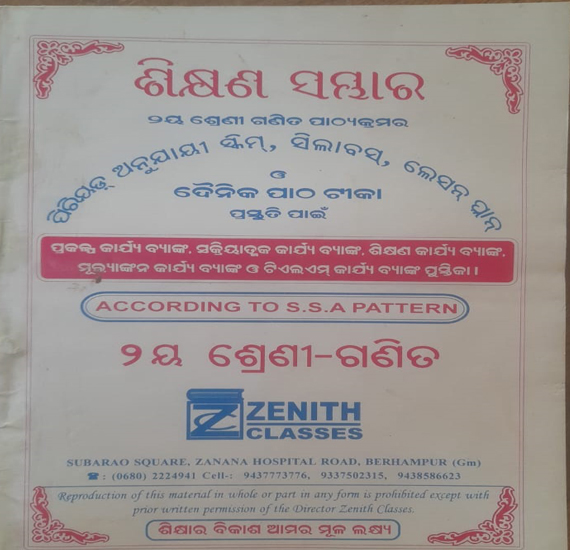 ଶିକ୍ଷଣ ସମ୍ଭାର
୨ୟ ଶ୍ରେଣୀ ଗଣିତ ପାଠ୍ୟକ୍ରମର
ପିରିୟଡ୍ ଅନୁଯାୟୀ ସ୍କିମ୍, ସିଲାବସ୍, ଲେସନ୍ ପ୍ଲାନ୍
ଓ
ଦୈନିକ ପାଠ ଟୀକା
ପ୍ରସ୍ତୁତି ପାଇଁ
ପ୍ରକଳ୍ପ କାର୍ଯ୍ୟ ବ୍ୟାଙ୍କ, ସକ୍ରିୟାତ୍ମକ କାର୍ଯ୍ୟ ବ୍ୟାଙ୍କ, ଶିକ୍ଷଣ କାର୍ଯ୍ୟ ବ୍ୟାଙ୍କ,
ମୂଲ୍ୟାଙ୍କନ କାର୍ଯ୍ୟ ବ୍ୟାଙ୍କ ଓ ଟିଏଲଏମ୍ କାର୍ଯ୍ୟ ବ୍ୟାଙ୍କ ପୁସ୍ତିକା ।
ACCORDING TO S.S.A PATTERN
୨ ୟ ଶ୍ରେଣୀ-ଗଣିତ
Z ZENITH
CLASSES
SUBARAO SQUARE, ZANANA HOSPITAL ROAD, BERHAMPUR (Gm)
☎ : (0680) 2224941 Cell-: 9437773776, 9337502315, 9438586623
Reproduction of this material in whole or part in any form is prohibited except with
prior written permission of the Director Zenith Classes.
ଶିକ୍ଷାର ବିକାଶ ଆମର ମୂଳ ଲକ୍ଷ୍ୟ